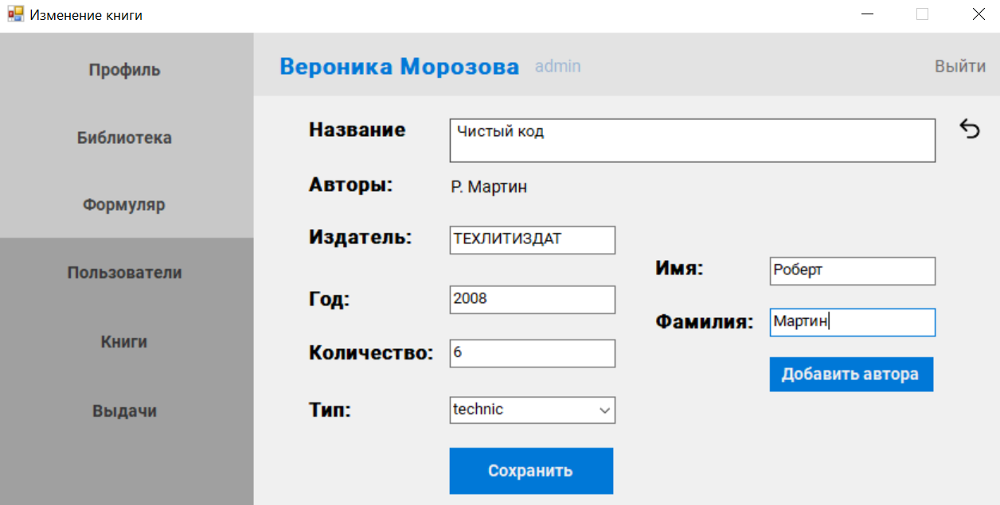 Изменение книги
Профиль
Библиотека
Формуляр
Пользователи
Книги
Выдачи
Вероника Морозова admin Выйти
Название Чистый код
Авторы: Р. Мартин
Издатель: ТЕХЛИТИЗДАТ
Год: 2008
Количество: 6
Тип: technic
Сохранить
Имя: Роберт
Фамилия: Мартин
Добавить автора